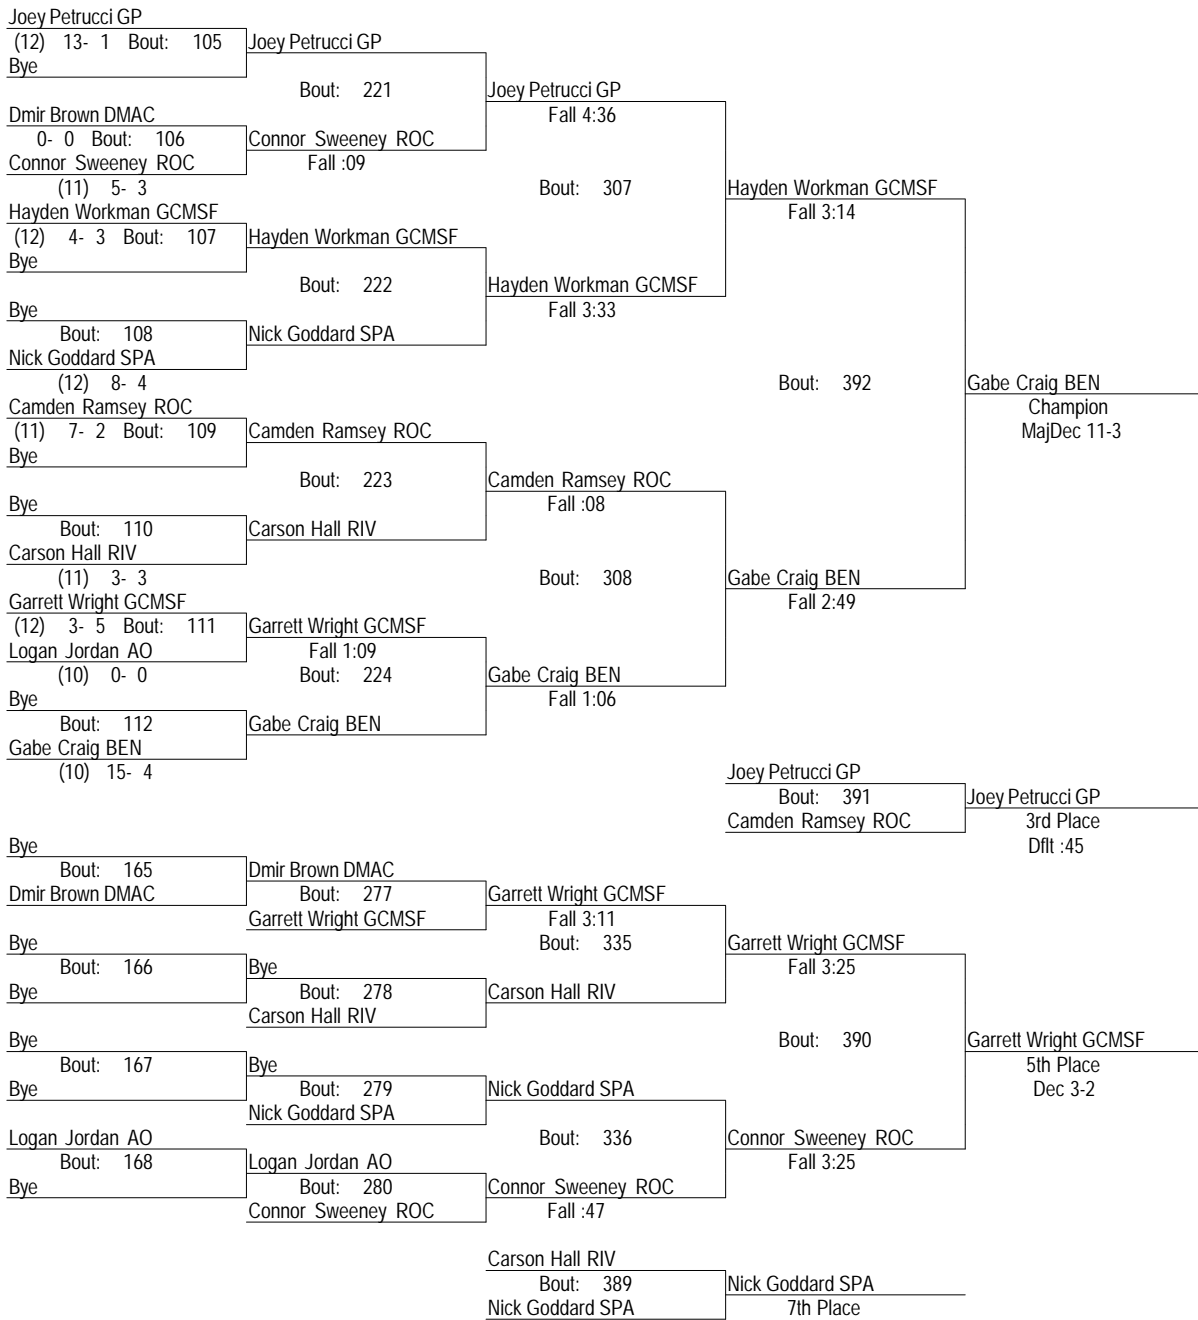 Joey Petrucci GP
(12) 13- 1 Bout: 105 Joey Petrucci GP
Bye
Bout: 221 Joey Petrucci GP
Dmir Brown DMAC Fall 4:36
0- 0 Bout: 106 Connor Sweeney ROC
Connor Sweeney ROC Fall :09
(11) 5- 3 Bout: 307 Hayden Workman GCMSF
Hayden Workman GCMSF Fall 3:14
(12) 4- 3 Bout: 107 Hayden Workman GCMSF
Bye
Bout: 222 Hayden Workman GCMSF
Bye Fall 3:33
Bout: 108 Nick Goddard SPA
Nick Goddard SPA
(12) 8- 4 Bout: 392 Gabe Craig BEN
Camden Ramsey ROC Champion
(11) 7- 2 Bout: 109 Camden Ramsey ROC MajDec 11-3
Bye
Bout: 223 Camden Ramsey ROC
Bye Fall :08
Bout: 110 Carson Hall RIV
Carson Hall RIV
(11) 3- 3 Bout: 308 Gabe Craig BEN
Garrett Wright GCMSF Fall 2:49
(12) 3- 5 Bout: 111 Garrett Wright GCMSF
Logan Jordan AO Fall 1:09
(10) 0- 0 Bout: 224 Gabe Craig BEN
Bye Fall 1:06
Bout: 112 Gabe Craig BEN
Gabe Craig BEN
(10) 15- 4 Joey Petrucci GP
Bout: 391 Joey Petrucci GP
Camden Ramsey ROC 3rd Place
Bye Dflt :45
Bout: 165 Dmir Brown DMAC
Dmir Brown DMAC Bout: 277 Garrett Wright GCMSF
Garrett Wright GCMSF Fall 3:11
Bye Bout: 335 Garrett Wright GCMSF
Bout: 166 Bye Fall 3:25
Bye Bout: 278 Carson Hall RIV
Carson Hall RIV
Bye Bout: 390 Garrett Wright GCMSF
Bout: 167 Bye 5th Place
Bye Bout: 279 Nick Goddard SPA Dec 3-2
Nick Goddard SPA
Logan Jordan AO Bout: 336 Connor Sweeney ROC
Bout: 168 Logan Jordan AO Fall 3:25
Bye Bout: 280 Connor Sweeney ROC
Connor Sweeney ROC Fall :47
Carson Hall RIV
Bout: 389 Nick Goddard SPA
Nick Goddard SPA 7th Place